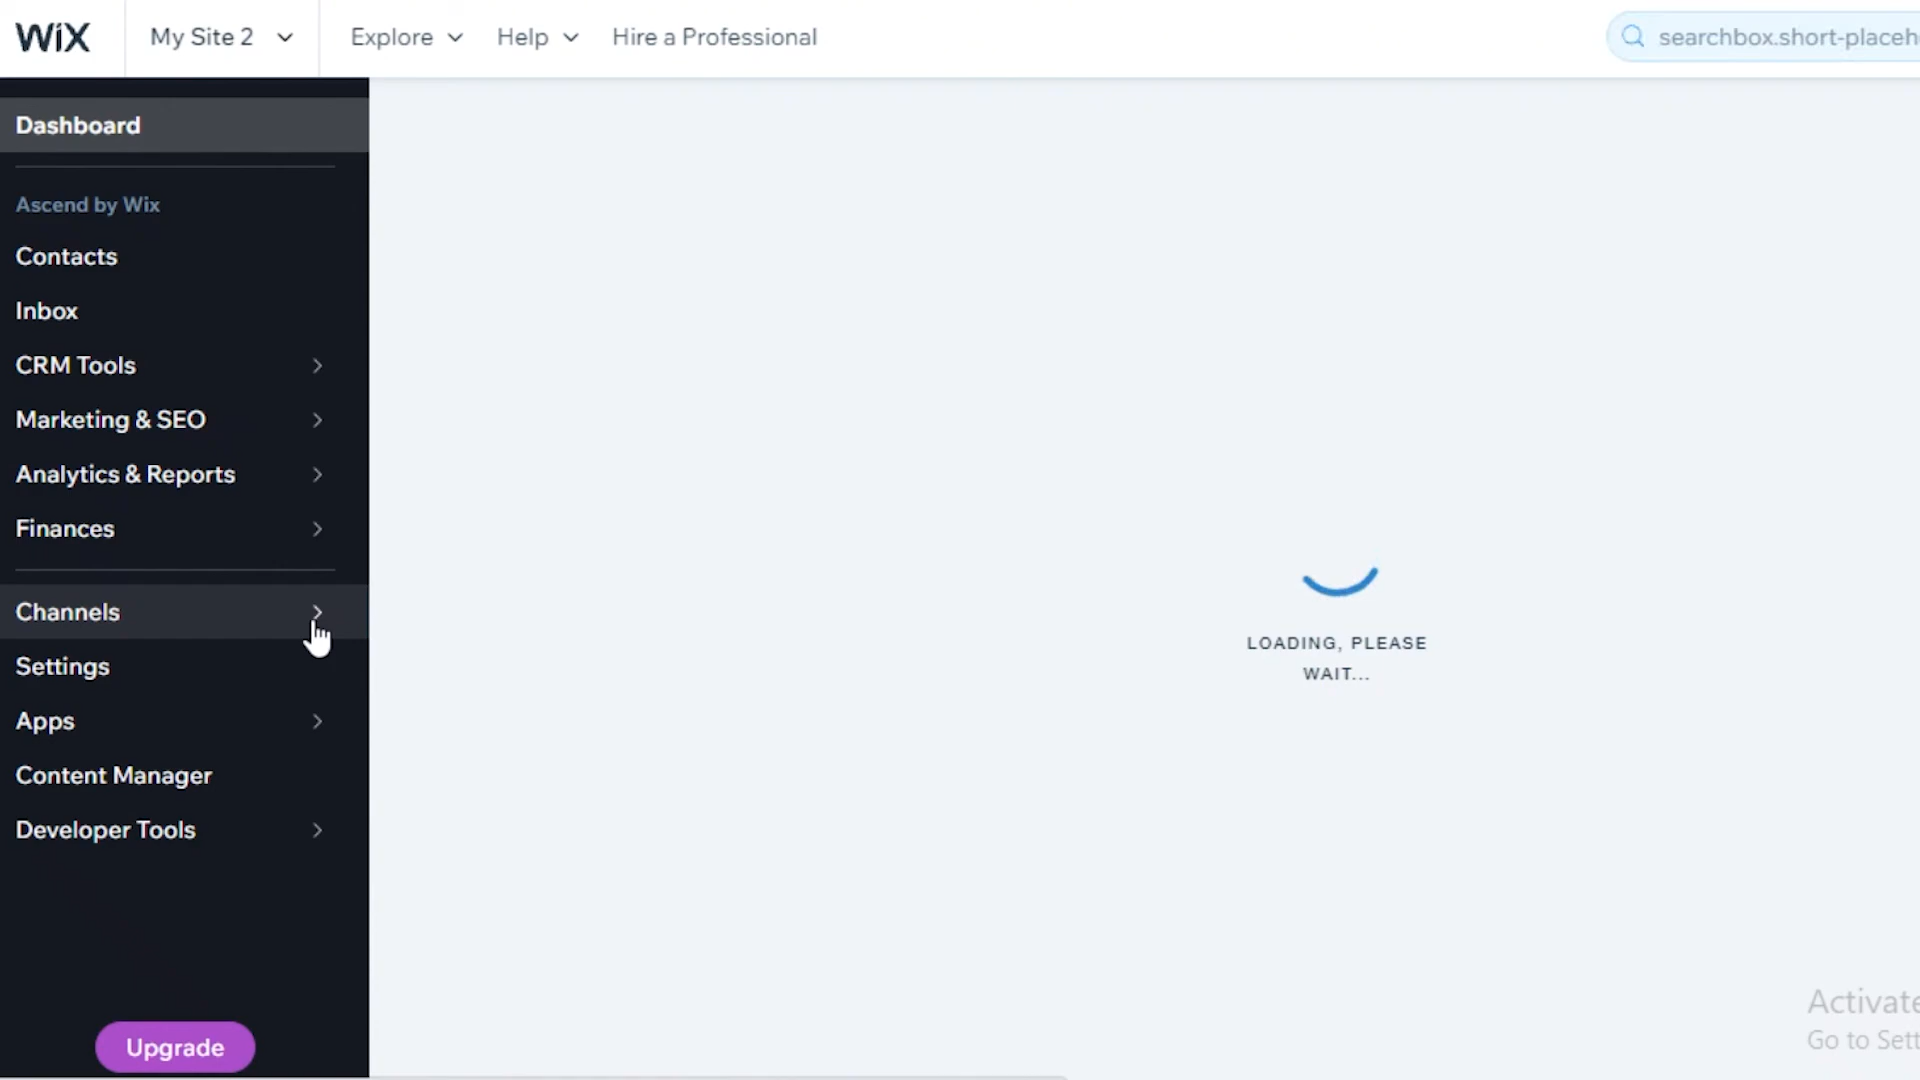 WiX
My Site 2
Explore
Help
Hire a Professional
searchbox.short-placeh
Dashboard
Ascend by Wix
Contacts
Inbox
CRM Tools
Marketing & SEO
Analytics & Reports
Finances
Channels
Settings
Apps
Content Manager
Developer Tools
Upgrade
LOADING, PLEASE
WAIT...
Activate
Go to Sett